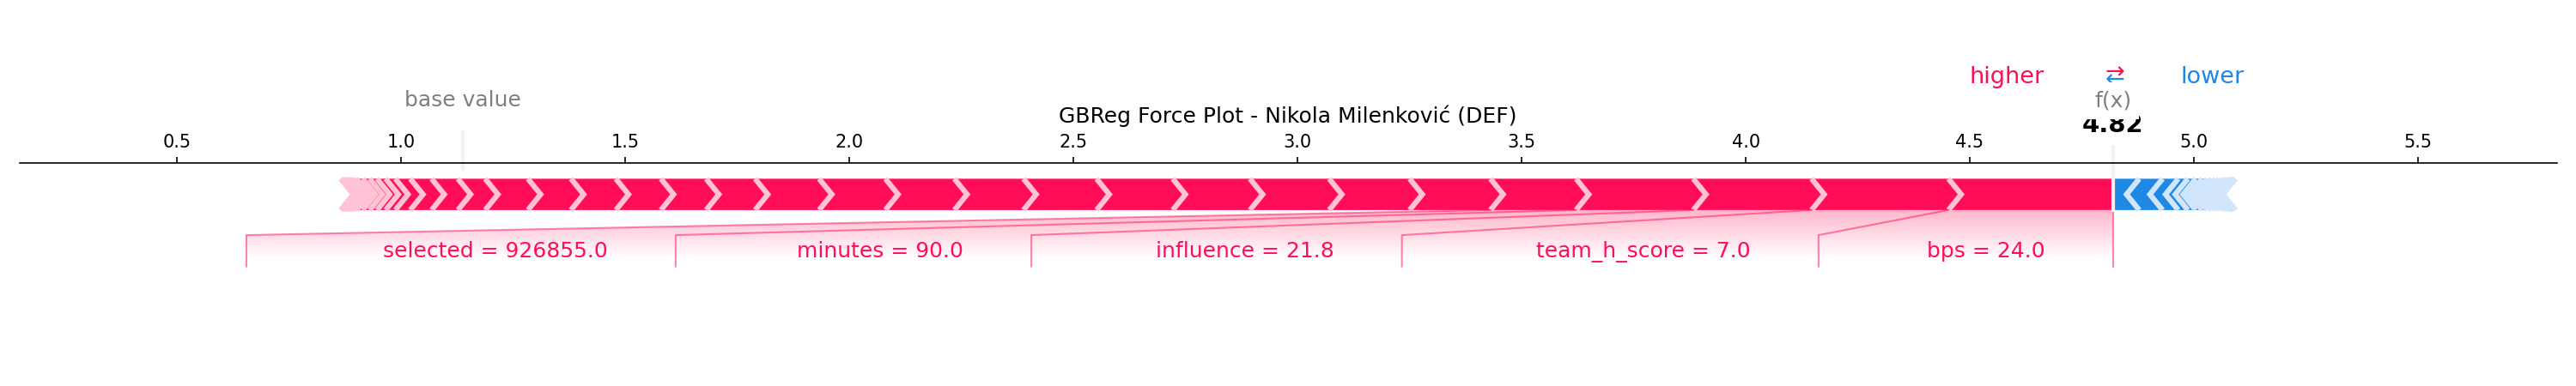 higher ⇄ lower
base value f(x)
GBReg Force Plot - Nikola Milenković (DEF)
4.82
0.5 1.0 1.5 2.0 2.5 3.0 3.5 4.0 4.5 5.0 5.5
selected = 926855.0 minutes = 90.0 influence = 21.8 team_h_score = 7.0 bps = 24.0